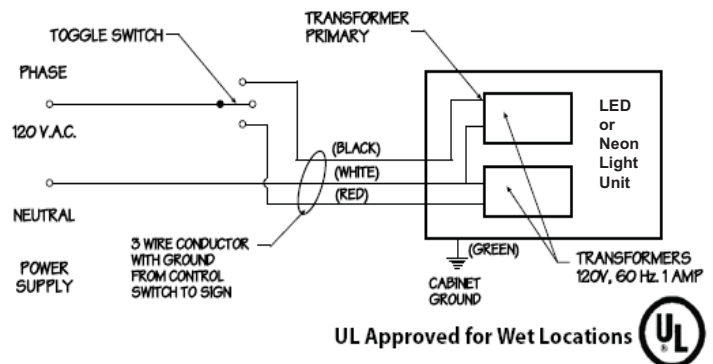 TRANSFORMER
PRIMARY
TOGGLE SWITCH
PHASE
120 V.A.C.
LED
or
Neon
Light
Unit
(BLACK)
(WHITE)
(RED)
NEUTRAL
3 WIRE CONDUCTOR
WITH GROUND
FROM CONTROL
SWITCH TO SIGN
POWER
SUPPLY
(GREEN)
CABINET
GROUND
TRANSFORMERS
120V, 60 Hz. 1 AMP
UL Approved for Wet Locations
UL
®